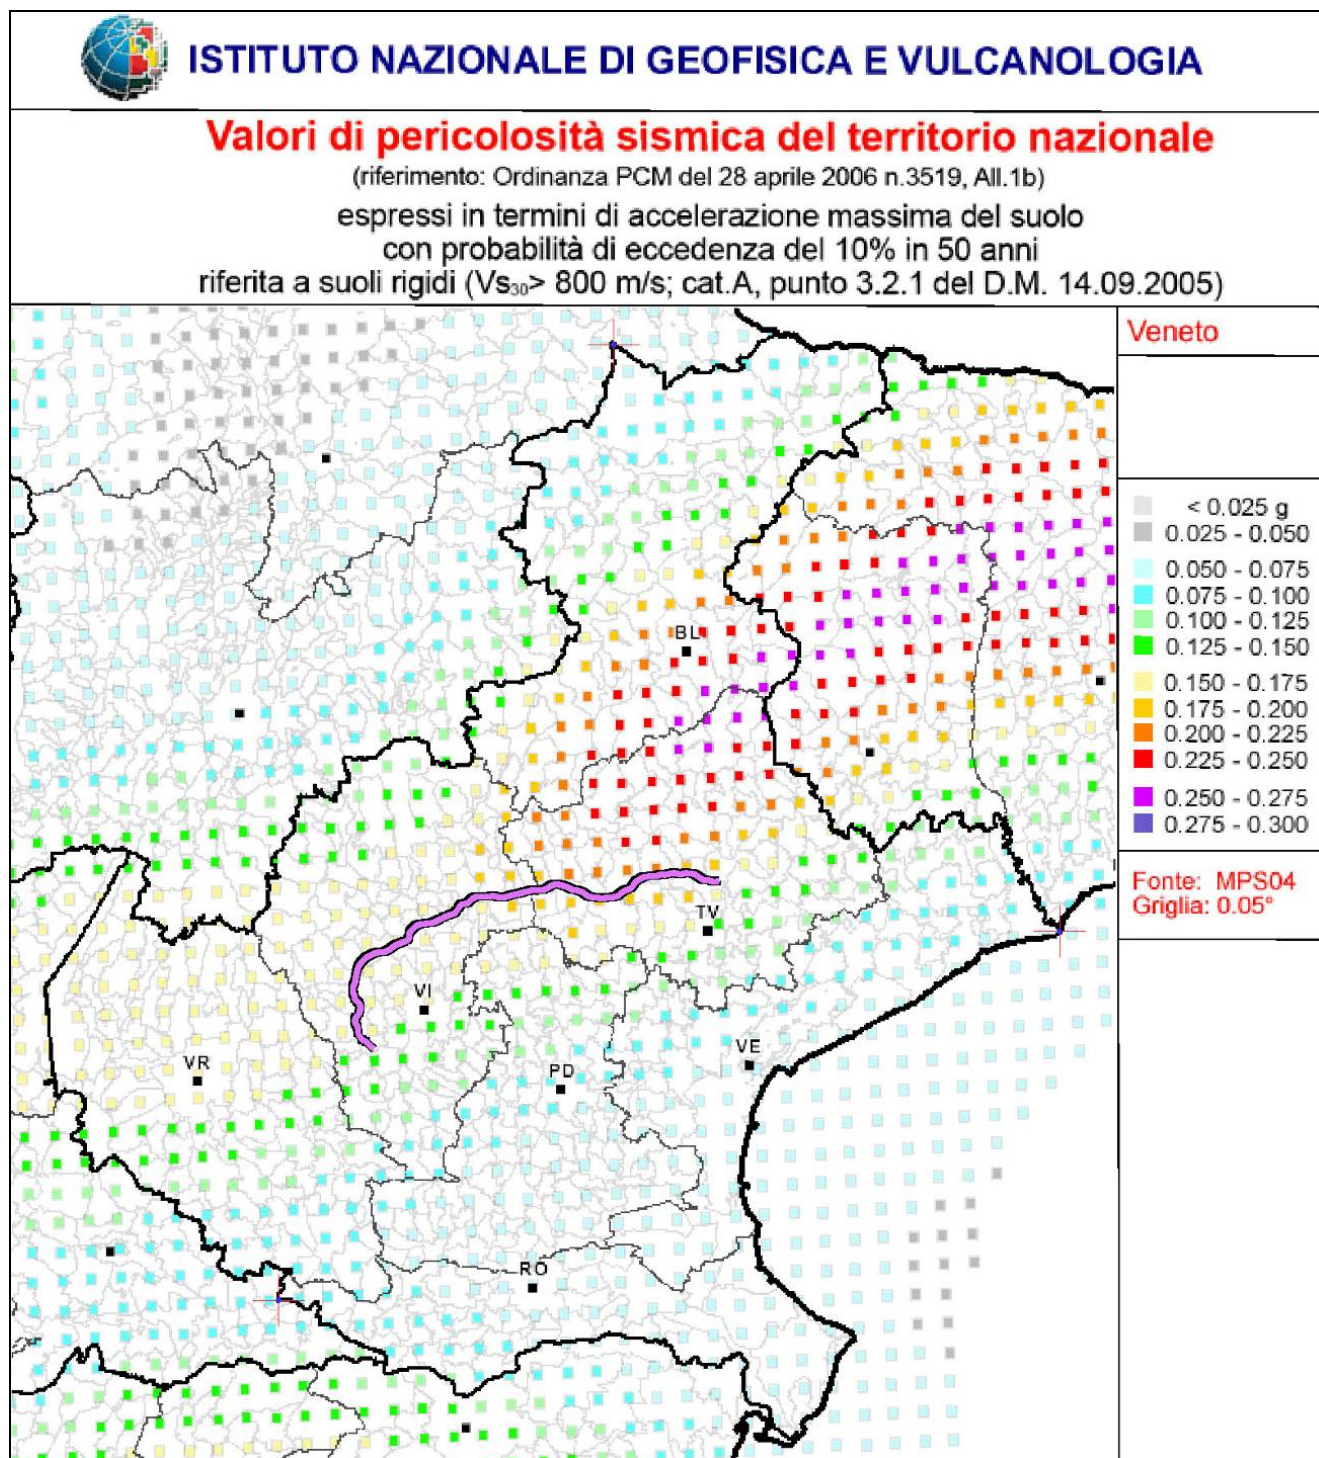 ISTITUTO NAZIONALE DI GEOFISICA E VULCANOLOGIA
Valori di pericolosità sismica del territorio nazionale
(riferimento: Ordinanza PCM del 28 aprile 2006 n.3519, All.1b)
espressi in termini di accelerazione massima del suolo
con probabilità di eccedenza del 10% in 50 anni
riferita a suoli rigidi (Vs30> 800 m/s; cat.A, punto 3.2.1 del D.M. 14.09.2005)
Veneto
< 0.025 g
0.025 - 0.050
0.050 - 0.075
0.075 - 0.100
0.100 - 0.125
0.125 - 0.150
0.150 - 0.175
0.175 - 0.200
0.200 - 0.225
0.225 - 0.250
0.250 - 0.275
0.275 - 0.300
Fonte: MPS04
Griglia: 0.05°
BL
TV
VI
VE
VR
PD
RO